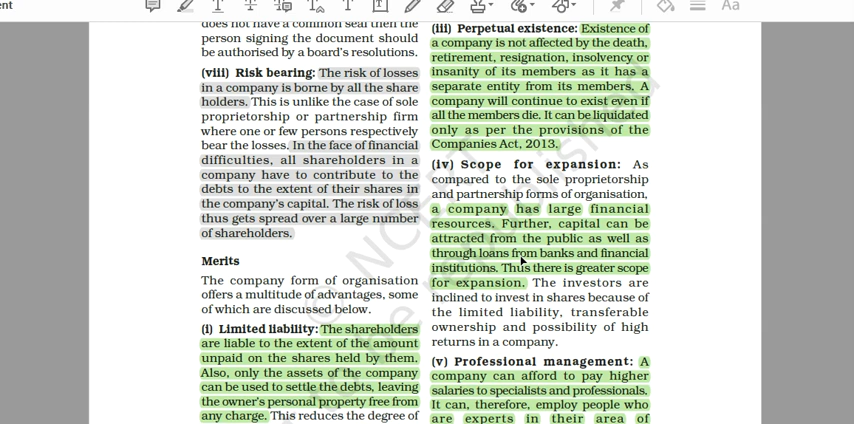 ent
Aa
does not have a common seal then the
person signing the document should
be authorised by a board's resolutions.
(viii) Risk bearing: The risk of losses
in a company is borne by all the share
holders. This is unlike the case of sole
proprietorship or partnership firm
where one or few persons respectively
bear the losses. In the face of financial
difficulties, all shareholders in a
company have to contribute to the
debts to the extent of their shares in
the company's capital. The risk of loss
thus gets spread over a large number
of shareholders.
Merits
The company form of organisation
offers a multitude of advantages, some
of which are discussed below.
(i) Limited liability: The shareholders
are liable to the extent of the amount
unpaid on the shares held by them.
Also, only the assets of the company
can be used to settle the debts, leaving
the owner's personal property free from
any charge. This reduces the degree of
(iii) Perpetual existence: Existence of
a company is not affected by the death,
retirement, resignation, insolvency or
insanity of its members as it has a
separate entity from its members. A
company will continue to exist even if
all the members die. It can be liquidated
only as per the provisions of the
Companies Act, 2013.
(iv) Scope for expansion: As
compared to the sole proprietorship
and partnership forms of organisation,
a company has large financial
resources. Further, capital can be
attracted from the public as well as
through loans from banks and financial
institutions. Thus there is greater scope
for expansion. The investors are
inclined to invest in shares because of
the limited liability, transferable
ownership and possibility of high
returns in a company.
(v) Professional management: A
company can afford to pay higher
salaries to specialists and professionals.
It can, therefore, employ people who
are experts in their area of
© NCERT
be republished